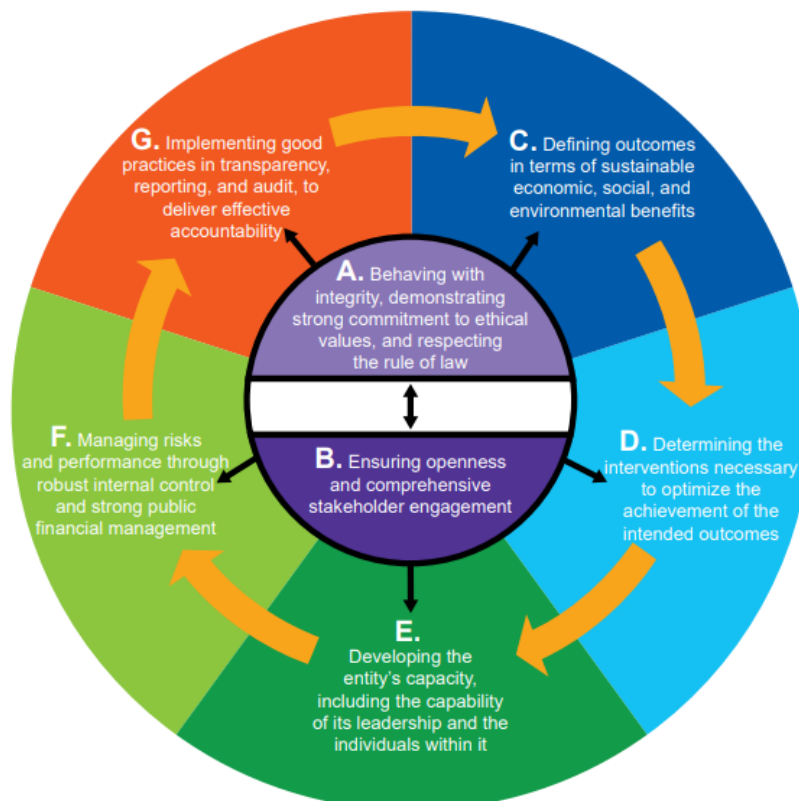 A. Behaving with
integrity, demonstrating
strong commitment to ethical
values, and respecting
the rule of law
B. Ensuring openness
and comprehensive
stakeholder engagement
C. Defining outcomes
in terms of sustainable
economic, social, and
environmental benefits
D. Determining the
interventions necessary
to optimize the
achievement of the
intended outcomes
E.
Developing the
entity's capacity,
including the capability
of its leadership and the
individuals within it
F. Managing risks
and performance through
robust internal control
and strong public
financial management
G. Implementing good
practices in transparency,
reporting, and audit, to
deliver effective
accountability